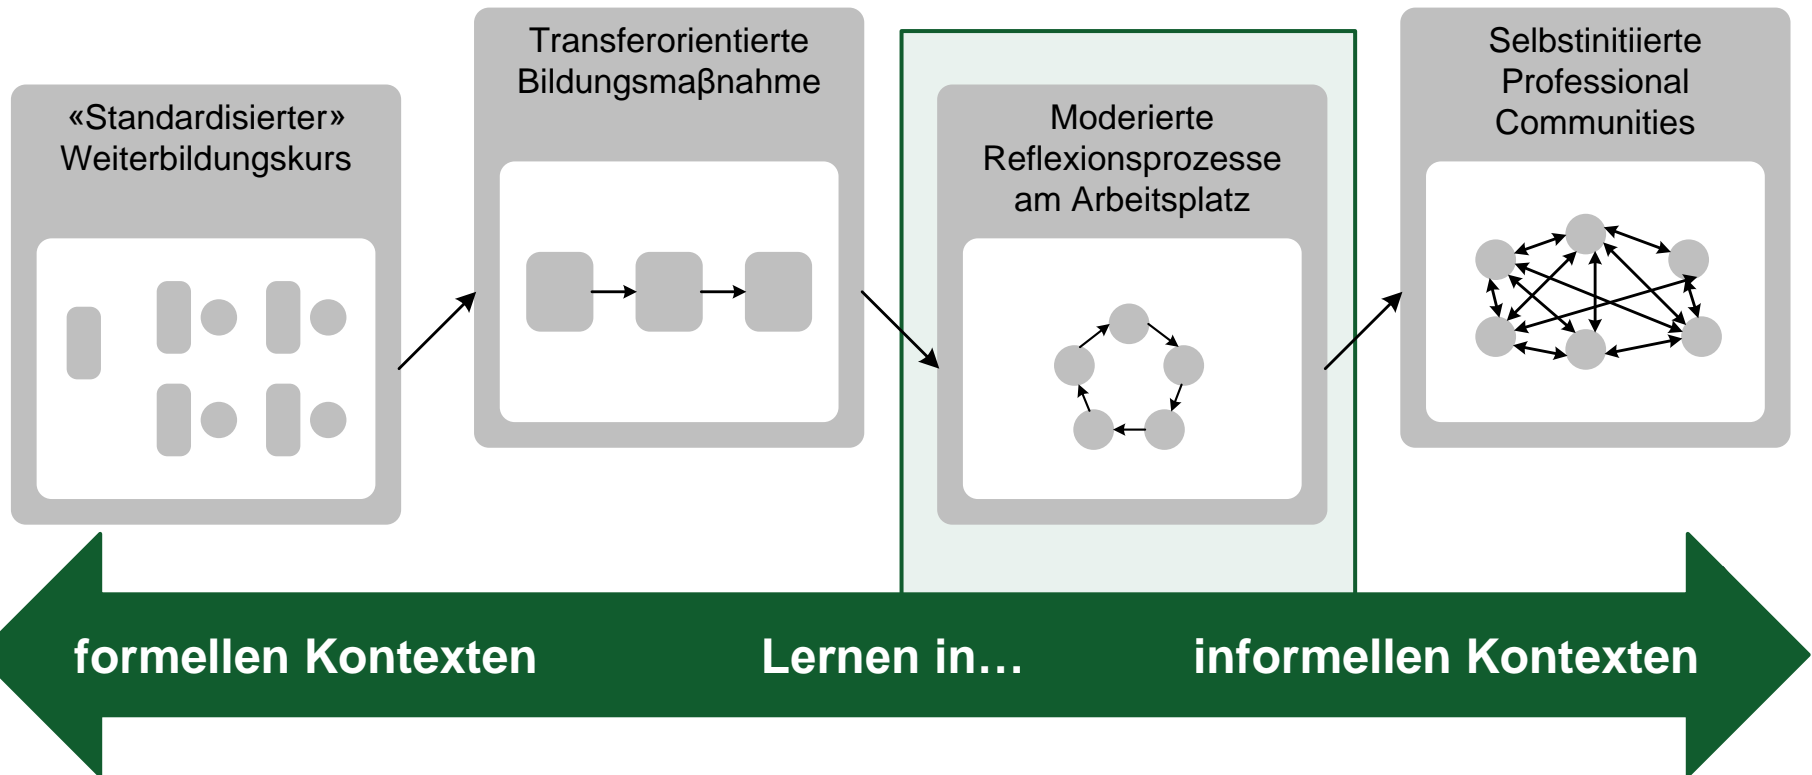 «Standardisierter»
Weiterbildungskurs
Transferorientierte
Bildungsmaβnahme
Moderierte
Reflexionsprozesse
am Arbeitsplatz
Selbstinitiierte
Professional
Communities
formellen Kontexten
Lernen in…
informellen Kontexten